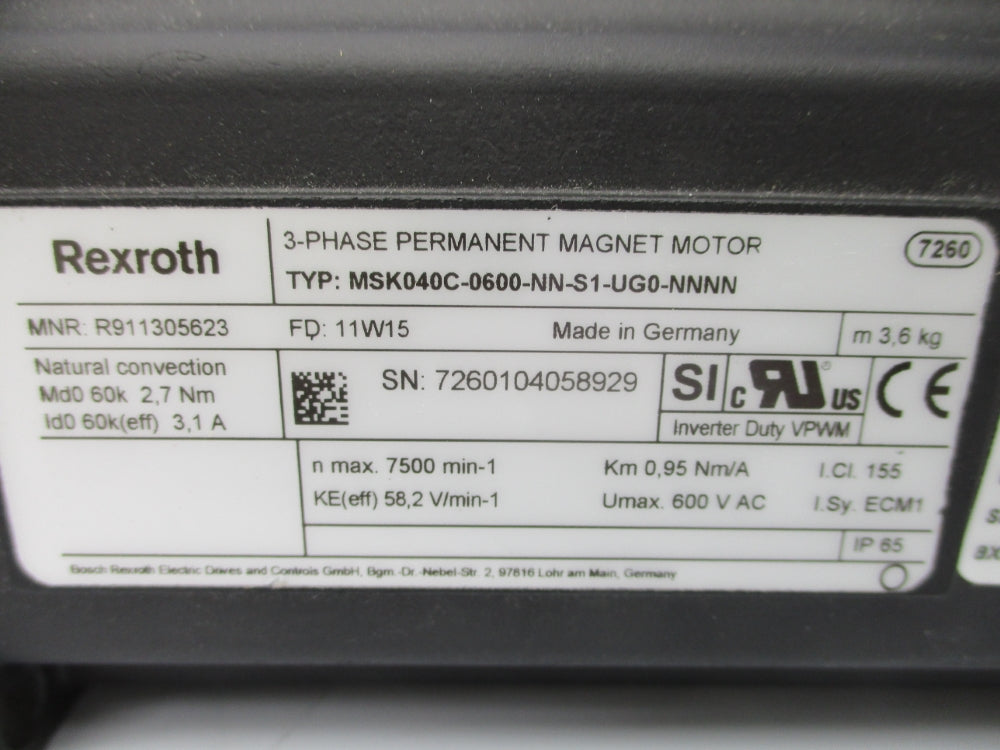 Rexroth
3-PHASE PERMANENT MAGNET MOTOR
7260
TYP: MSK040C-0600-NN-S1-UG0-NNNN
MNR: R911305623
FD: 11W15
Made in Germany
m 3,6 kg
Natural convection
Md0 60k 2,7 Nm
Id0 60k(eff) 3,1 A
SN: 7260104058929
SI
c RU ® US
CE
Inverter Duty VPWM
n max. 7500 min-1
Km 0,95 Nm/A
I.Cl. 155
KE(eff) 58,2 V/min-1
Umax. 600 V AC
I.Sy. ECM1
IP 65
Bosch Rexroth Electric Drives and Controls GmbH, Bgm.-Dr.-Nebel-Str. 2, 97816 Lohr am Main, Germany